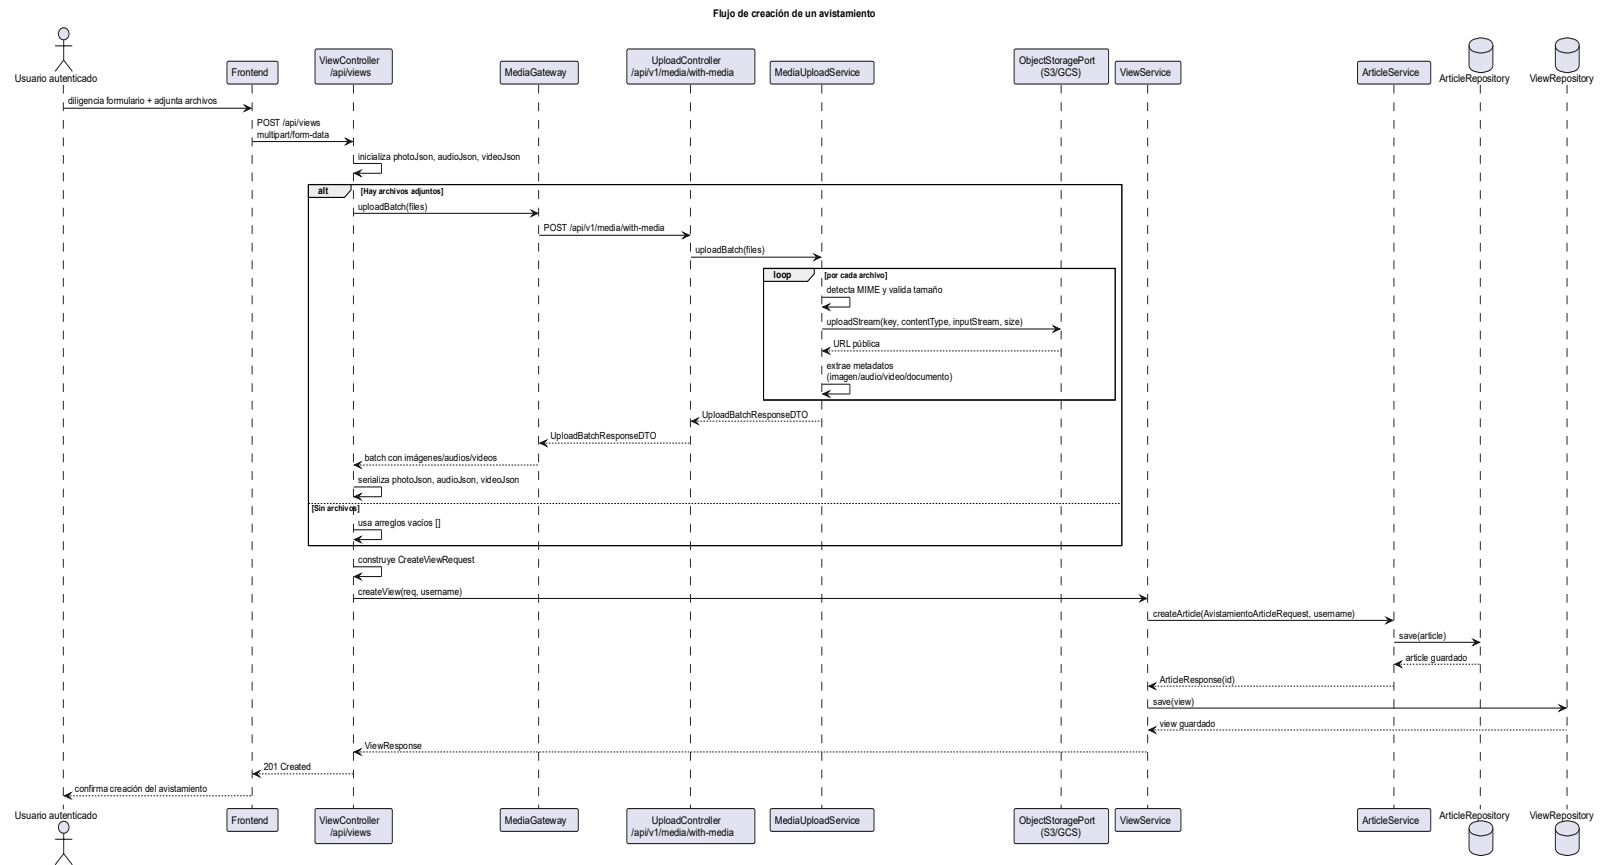 Flujo de creación de un avistamiento
Usuario autenticado
Frontend
ViewController
/api/views
MediaGateway
UploadController
/api/v1/media/with-media
MediaUploadService
ObjectStoragePort
(S3/GCS)
ViewService
ArticleService
ArticleRepository
ViewRepository
diligencia formulario + adjunta archivos
POST /api/views
multipart/form-data
inicializa photoJson, audioJson, videoJson
alt
[Hay archivos adjuntos]
uploadBatch(files)
POST /api/v1/media/with-media
uploadBatch(files)
loop
[por cada archivo]
detecta MIME y valida tamaño
uploadStream(key, contentType, inputStream, size)
URL pública
extrae metadatos
(imagen/audio/video/documento)
UploadBatchResponseDTO
UploadBatchResponseDTO
batch con imágenes/audios/videos
serializa photoJson, audioJson, videoJson
[Sin archivos]
usa arreglos vacíos []
construye CreateViewRequest
createView(req, username)
createArticle(AvistamientoArticleRequest, username)
save(article)
article guardado
ArticleResponse(id)
save(view)
view guardado
ViewResponse
201 Created
confirma creación del avistamiento
Usuario autenticado
Frontend
ViewController
/api/views
MediaGateway
UploadController
/api/v1/media/with-media
MediaUploadService
ObjectStoragePort
(S3/GCS)
ViewService
ArticleService
ArticleRepository
ViewRepository